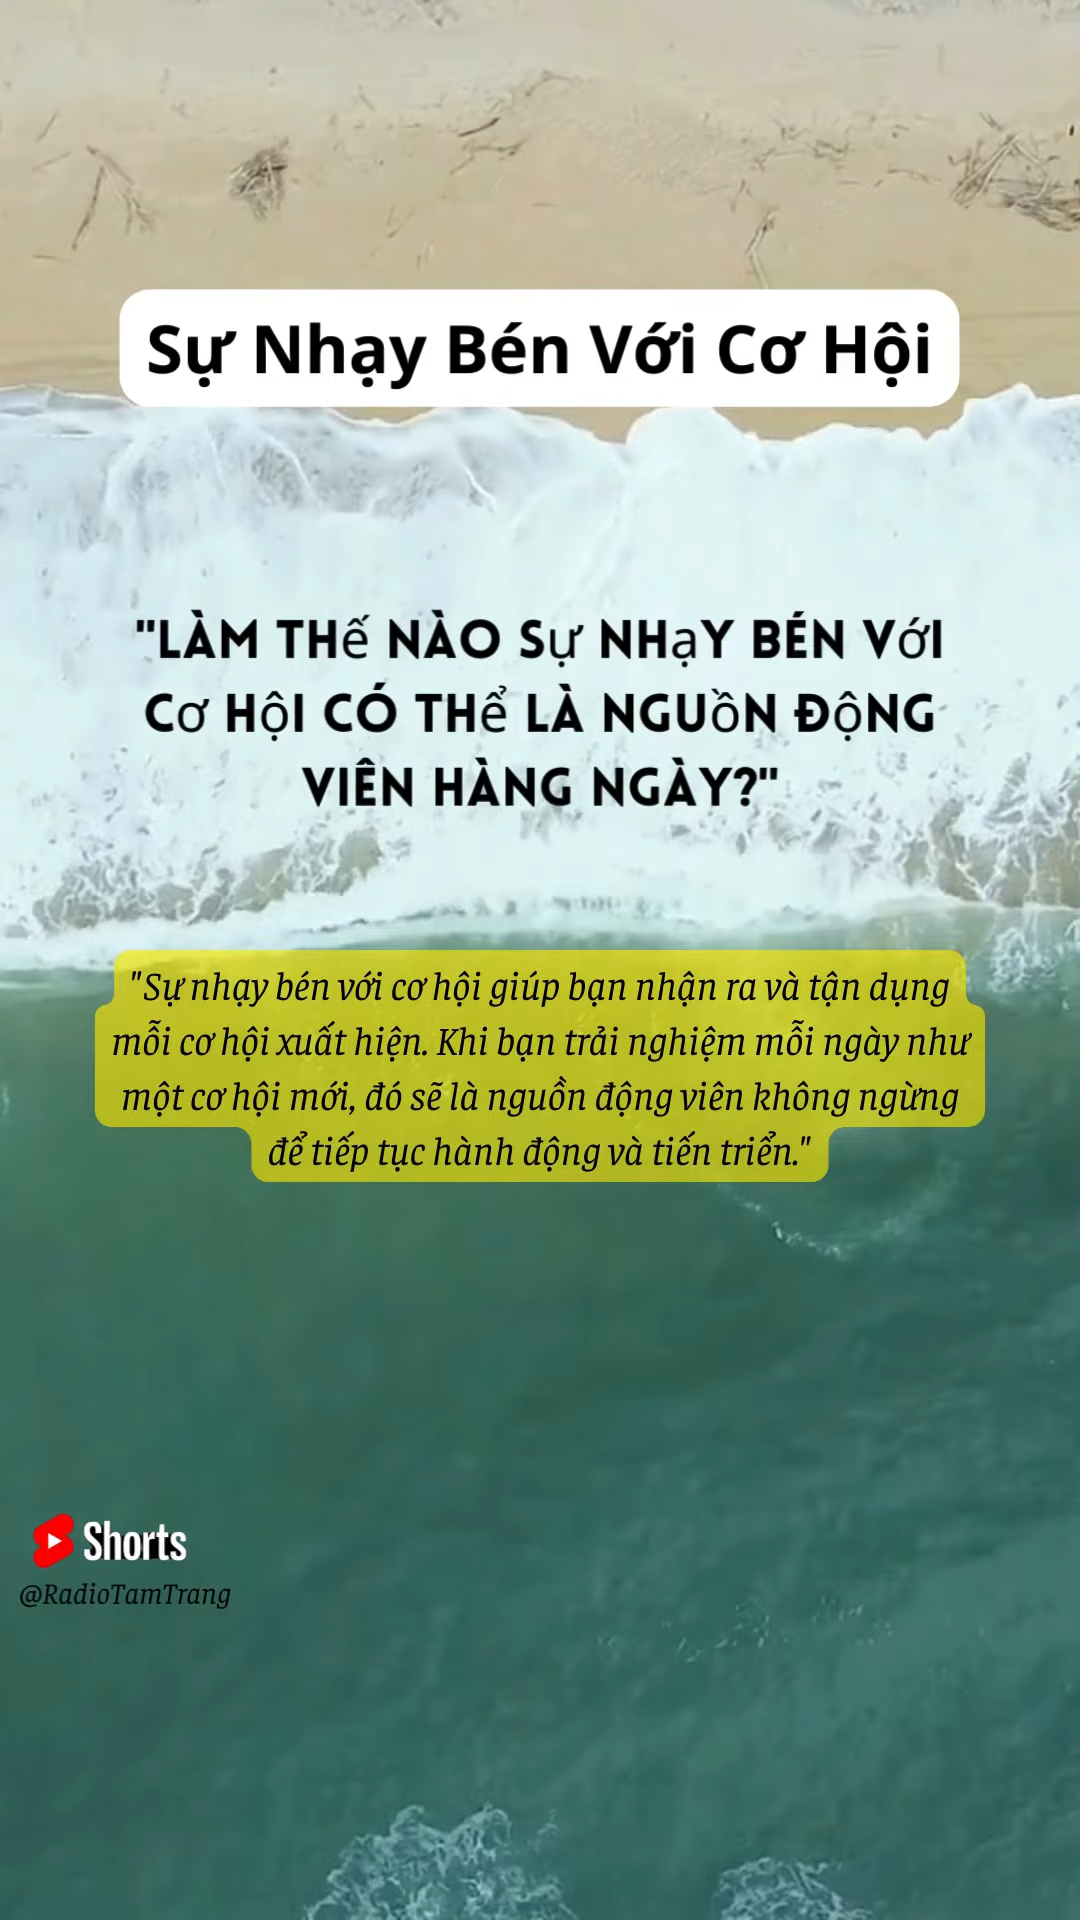 Sự Nhạy Bén Với Cơ Hội
"LÀM THế NÀO Sự NHạY BÉN VớI
Cơ HộI CÓ THể LÀ NGUồN ĐỘNG
VIÊN HÀNG NGÀY?"
"Sự nhạy bén với cơ hội giúp bạn nhận ra và tận dụng
mỗi cơ hội xuất hiện. Khi bạn trải nghiệm mỗi ngày như
một cơ hội mới, đó sẽ là nguồn động viên không ngừng
để tiếp tục hành động và tiến triển."
Shorts
@RadioTamTrang